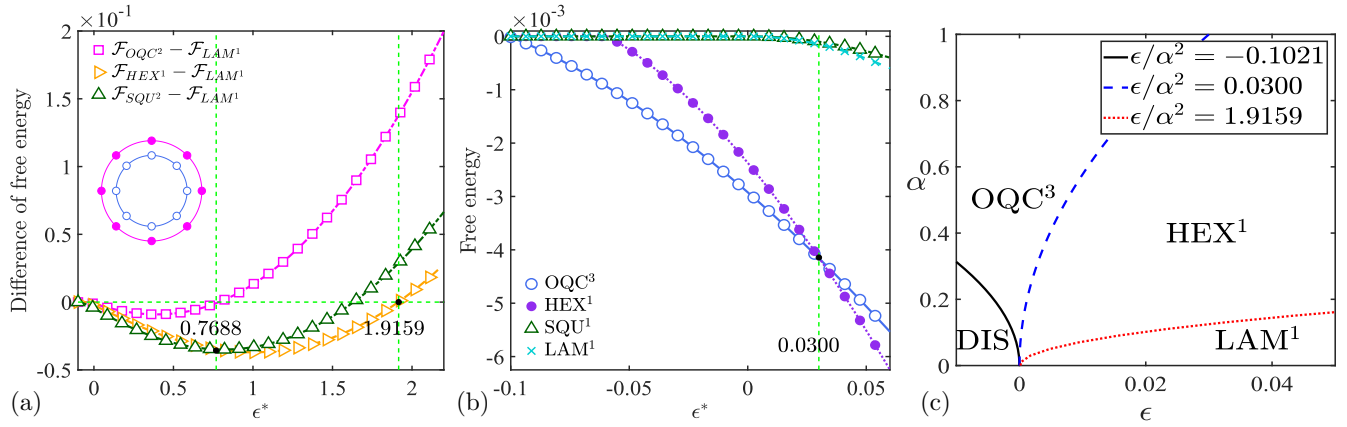 ×10⁻¹
Difference of free energy
2
1.5
1
0.5
0
-0.5
0
0.5
1
1.5
2
ϵ*
(a)
ℱ_{OQC²} − ℱ_{LAM¹}
ℱ_{HEX¹} − ℱ_{LAM¹}
ℱ_{SQU²} − ℱ_{LAM¹}
0.7688
1.9159
×10⁻³
Free energy
0
-1
-2
-3
-4
-5
-6
-0.1
-0.05
0
0.05
ϵ*
(b)
OQC³
HEX¹
SQU¹
LAM¹
0.0300
α
1
0.8
0.6
0.4
0.2
0
0
0.02
0.04
ϵ
(c)
ϵ/α² = −0.1021
ϵ/α² = 0.0300
ϵ/α² = 1.9159
OQC³
HEX¹
DIS
LAM¹